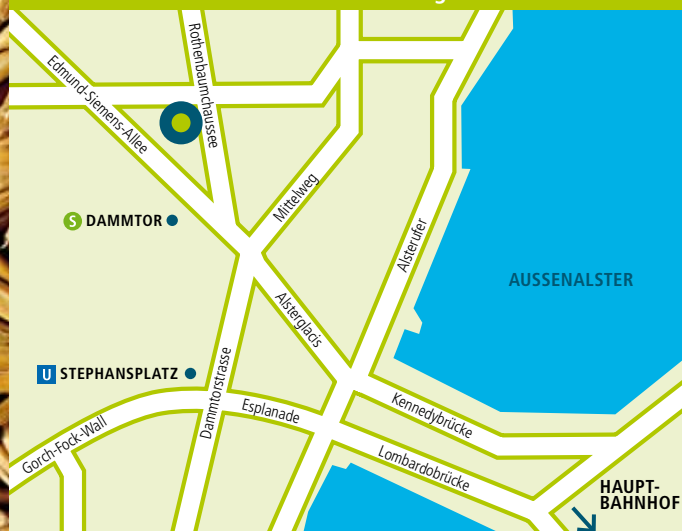 Edmund-Siemens-Allee
Rothenbaumchaussee
Mittelweg
S DAMMTOR
Alsterufer
AUSSENALSTER
Alsterglacis
U STEPHANSPLATZ
Dammtorstrasse
Esplanade
Kennedybrücke
Gorch-Fock-Wall
Lombardobrücke
HAUPT-
BAHNHOF